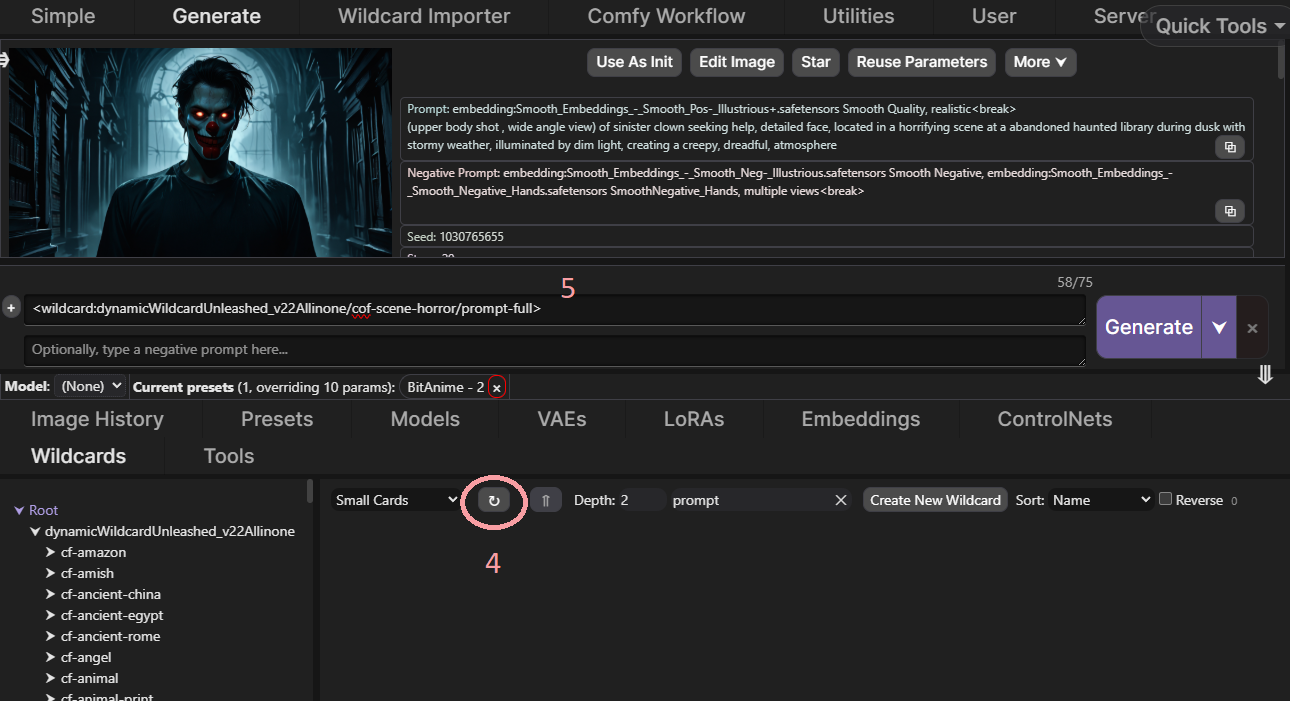 Simple
Generate
Wildcard Importer
Comfy Workflow
Utilities
User
Server
Quick Tools
Use As Init
Edit Image
Star
Reuse Parameters
More
Prompt: embedding:Smooth_Embeddings_-_Smooth_Pos-_Illustrious+.safetensors Smooth Quality, realistic<break>
(upper body shot , wide angle view) of sinister clown seeking help, detailed face, located in a horrifying scene at a abandoned haunted library during dusk with
stormy weather, illuminated by dim light, creating a creepy, dreadful, atmosphere
Negative Prompt: embedding:Smooth_Embeddings_-_Smooth_Neg-_Illustrious.safetensors Smooth Negative, embedding:Smooth_Embeddings_-
_Smooth_Negative_Hands.safetensors SmoothNegative_Hands, multiple views<break>
Seed: 1030765655
5
58/75
<wildcard:dynamicWildcardUnleashed_v22Allinone/cof-scene-horror/prompt-full>
Generate
Optionally, type a negative prompt here...
Model: (None) Current presets (1, overriding 10 params): BitAnime - 2 ×
Image History
Presets
Models
VAEs
LoRAs
Embeddings
ControlNets
Wildcards
Tools
Small Cards
Depth: 2
prompt
Create New Wildcard
Sort: Name
Reverse 0
4
Root
dynamicWildcardUnleashed_v22Allinone
cf-amazon
cf-amish
cf-ancient-china
cf-ancient-egypt
cf-ancient-rome
cf-angel
cf-animal
cf-animal-print